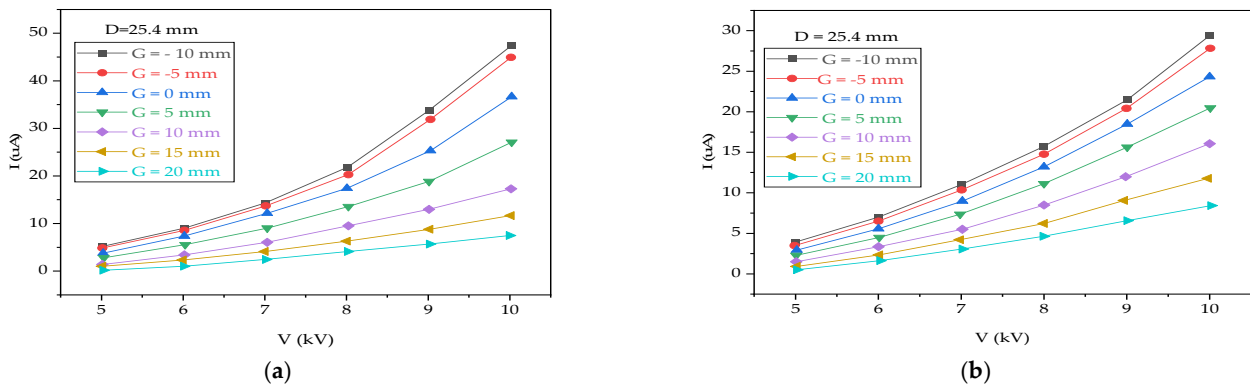 D=25.4 mm
G = - 10 mm
G = -5 mm
G = 0 mm
G = 5 mm
G = 10 mm
G = 15 mm
G = 20 mm
50
40
30
20
10
0
I (uA)
5 6 7 8 9 10
V (kV)
(a)
D = 25.4 mm
G = -10 mm
G = -5 mm
G = 0 mm
G = 5 mm
G = 10 mm
G = 15 mm
G = 20 mm
30
25
20
15
10
5
0
I (uA)
5 6 7 8 9 10
V (kV)
(b)